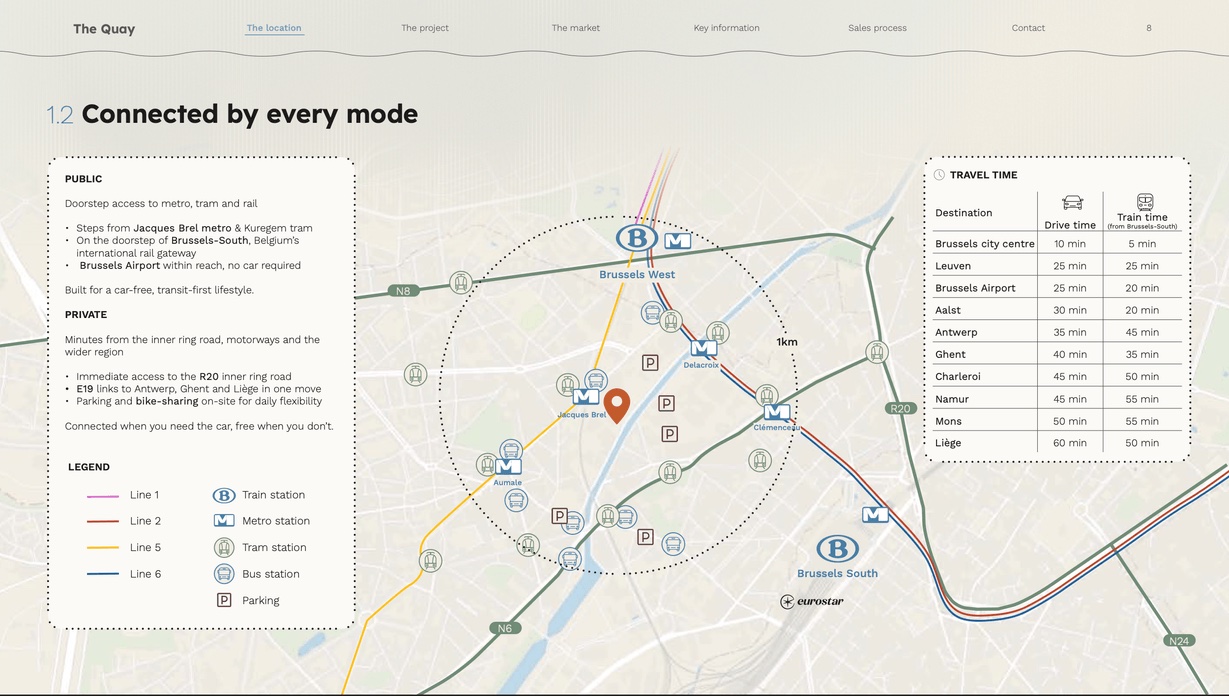 The Quay
The location
The project
The market
Key information
Sales process
Contact
8
1.2 Connected by every mode
PUBLIC
Doorstep access to metro, tram and rail
• Steps from Jacques Brel metro & Kuregem tram
• On the doorstep of Brussels-South, Belgium's
international rail gateway
• Brussels Airport within reach, no car required
Built for a car-free, transit-first lifestyle.
PRIVATE
Minutes from the inner ring road, motorways and the
wider region
• Immediate access to the R20 inner ring road
• E19 links to Antwerp, Ghent and Liège in one move
• Parking and bike-sharing on-site for daily flexibility
Connected when you need the car, free when you don't.
LEGEND
Line 1
Line 2
Line 5
Line 6
B Train station
M Metro station
Tram station
Bus station
P Parking
B M
Brussels West
N8
1km
P
M
Delacroix
M
Jacques Brel
P
M
Clémenceau
P
M
Aumale
P
P
M
B
Brussels South
eurostar
N6
R20
N24
TRAVEL TIME
Destination Drive time Train time
(from Brussels-South)
Brussels city centre 10 min 5 min
Leuven 25 min 25 min
Brussels Airport 25 min 20 min
Aalst 30 min 20 min
Antwerp 35 min 45 min
Ghent 40 min 35 min
Charleroi 45 min 50 min
Namur 45 min 55 min
Mons 50 min 55 min
Liège 60 min 50 min